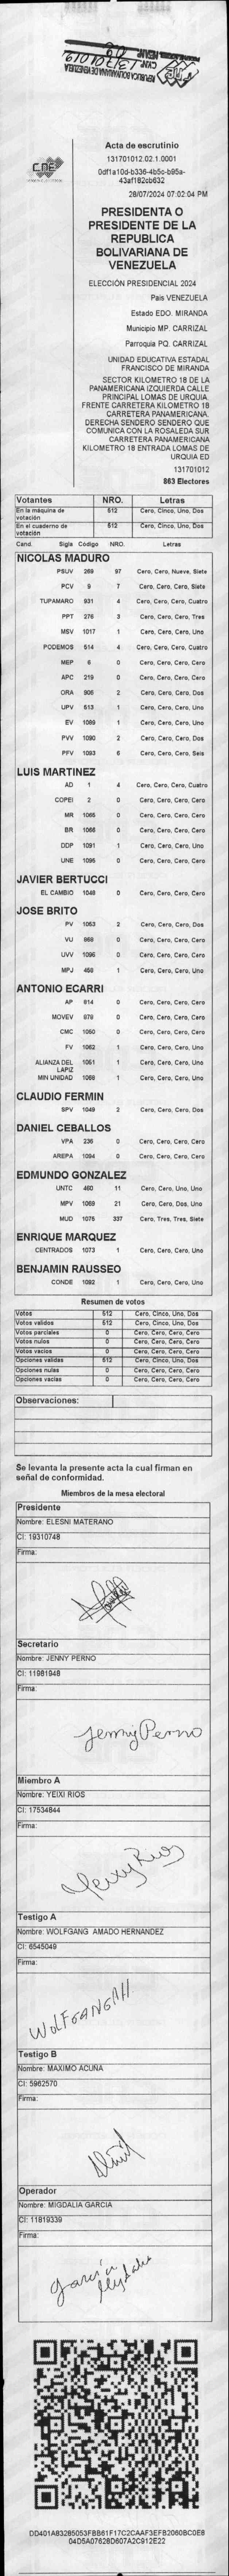 REPUBLICA BOLIVARIANA DE VENEZUELA
CNE
Acta de escrutinio
131701012.02.1.0001
0df1a10d-b336-4b5c-b95a-
43af182cb632
28/07/2024 07:02:04 PM
PRESIDENTA O
PRESIDENTE DE LA
REPUBLICA
BOLIVARIANA DE
VENEZUELA
ELECCIÓN PRESIDENCIAL 2024
Pais VENEZUELA
Estado EDO. MIRANDA
Municipio MP. CARRIZAL
Parroquia PQ. CARRIZAL
UNIDAD EDUCATIVA ESTADAL
FRANCISCO DE MIRANDA
SECTOR KILOMETRO 18 DE LA
PANAMERICANA IZQUIERDA CALLE
PRINCIPAL LOMAS DE URQUIA.
FRENTE CARRETERA KILOMETRO 18
CARRETERA PANAMERICANA.
DERECHA SENDERO SENDERO QUE
COMUNICA CON LA ROSALEDA SUR
CARRETERA PANAMERICANA
KILOMETRO 18 ENTRADA LOMAS DE
URQUIA ED
131701012
863 Electores
Votantes NRO. Letras
En la máquina de votación 512 Cero, Cinco, Uno, Dos
En el cuaderno de votación 512 Cero, Cinco, Uno, Dos
Cand. Sigla Código NRO. Letras
NICOLAS MADURO
PSUV 269 97 Cero, Cero, Nueve, Siete
PCV 9 7 Cero, Cero, Cero, Siete
TUPAMARO 931 4 Cero, Cero, Cero, Cuatro
PPT 276 3 Cero, Cero, Cero, Tres
MSV 1017 1 Cero, Cero, Cero, Uno
PODEMOS 514 4 Cero, Cero, Cero, Cuatro
MEP 6 0 Cero, Cero, Cero, Cero
APC 219 0 Cero, Cero, Cero, Cero
ORA 906 2 Cero, Cero, Cero, Dos
UPV 513 1 Cero, Cero, Cero, Uno
EV 1089 1 Cero, Cero, Cero, Uno
PVV 1090 2 Cero, Cero, Cero, Dos
PFV 1093 6 Cero, Cero, Cero, Seis
LUIS MARTINEZ
AD 1 4 Cero, Cero, Cero, Cuatro
COPEI 2 0 Cero, Cero, Cero, Cero
MR 1065 0 Cero, Cero, Cero, Cero
BR 1066 0 Cero, Cero, Cero, Cero
DDP 1091 1 Cero, Cero, Cero, Uno
UNE 1095 0 Cero, Cero, Cero, Cero
JAVIER BERTUCCI
EL CAMBIO 1048 0 Cero, Cero, Cero, Cero
JOSE BRITO
PV 1053 2 Cero, Cero, Cero, Dos
VU 868 0 Cero, Cero, Cero, Cero
UVV 1096 0 Cero, Cero, Cero, Cero
MPJ 458 1 Cero, Cero, Cero, Uno
ANTONIO ECARRI
AP 814 0 Cero, Cero, Cero, Cero
MOVEV 878 0 Cero, Cero, Cero, Cero
CMC 1050 0 Cero, Cero, Cero, Cero
FV 1062 1 Cero, Cero, Cero, Uno
ALIANZA DEL LAPIZ 1051 1 Cero, Cero, Cero, Uno
MIN UNIDAD 1068 1 Cero, Cero, Cero, Uno
CLAUDIO FERMIN
SPV 1049 2 Cero, Cero, Cero, Dos
DANIEL CEBALLOS
VPA 236 0 Cero, Cero, Cero, Cero
AREPA 1094 0 Cero, Cero, Cero, Cero
EDMUNDO GONZALEZ
UNTC 460 11 Cero, Cero, Uno, Uno
MPV 1069 21 Cero, Cero, Dos, Uno
MUD 1075 337 Cero, Tres, Tres, Siete
ENRIQUE MARQUEZ
CENTRADOS 1073 1 Cero, Cero, Cero, Uno
BENJAMIN RAUSSEO
CONDE 1092 1 Cero, Cero, Cero, Uno
Resumen de votos
Votos 512 Cero, Cinco, Uno, Dos
Votos validos 512 Cero, Cinco, Uno, Dos
Votos parciales 0 Cero, Cero, Cero, Cero
Votos nulos 0 Cero, Cero, Cero, Cero
Votos vacíos 0 Cero, Cero, Cero, Cero
Opciones validas 512 Cero, Cinco, Uno, Dos
Opciones nulas 0 Cero, Cero, Cero, Cero
Opciones vacías 0 Cero, Cero, Cero, Cero
Observaciones:
Se levanta la presente acta la cual firman en
señal de conformidad.
Miembros de la mesa electoral
Presidente
Nombre: ELESNI MATERANO
CI: 19310748
Firma:
Secretario
Nombre: JENNY PERNO
CI: 11981948
Firma:
Jenny Perno
Miembro A
Nombre: YEIXI RIOS
CI: 17534844
Firma:
Yeixy Rios
Testigo A
Nombre: WOLFGANG AMADO HERNANDEZ
CI: 6545049
Firma:
WOLFGANG AH
Testigo B
Nombre: MAXIMO ACUÑA
CI: 5962570
Firma:
Operador
Nombre: MIGDALIA GARCIA
CI: 11819339
Firma:
García
DD401A83285053FBB61F17C2CAAF3EFB2060BC0E8
04D5A07628D607A2C912E22